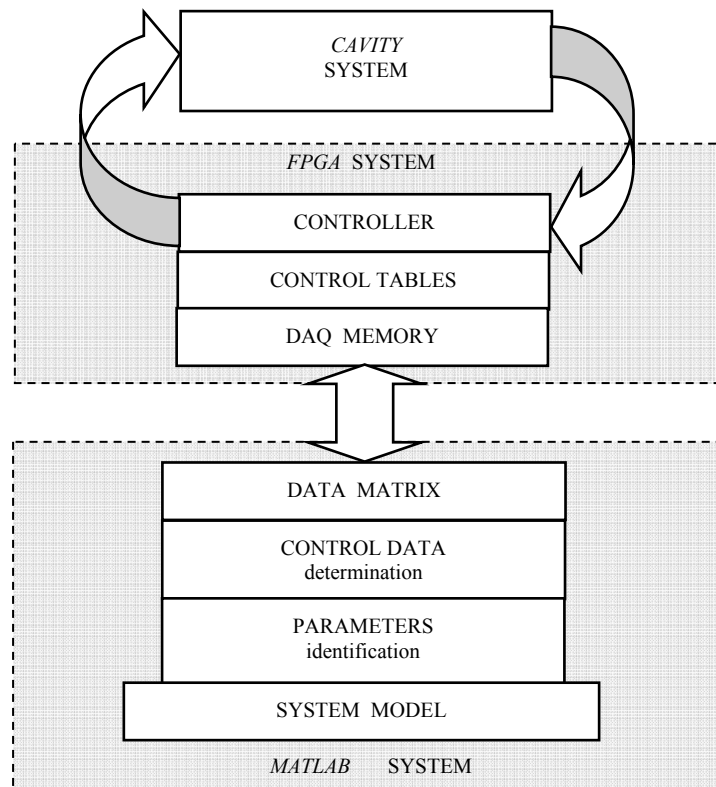 CAVITY
SYSTEM
FPGA SYSTEM
CONTROLLER
CONTROL TABLES
DAQ MEMORY
DATA MATRIX
CONTROL DATA
determination
PARAMETERS
identification
SYSTEM MODEL
MATLAB SYSTEM